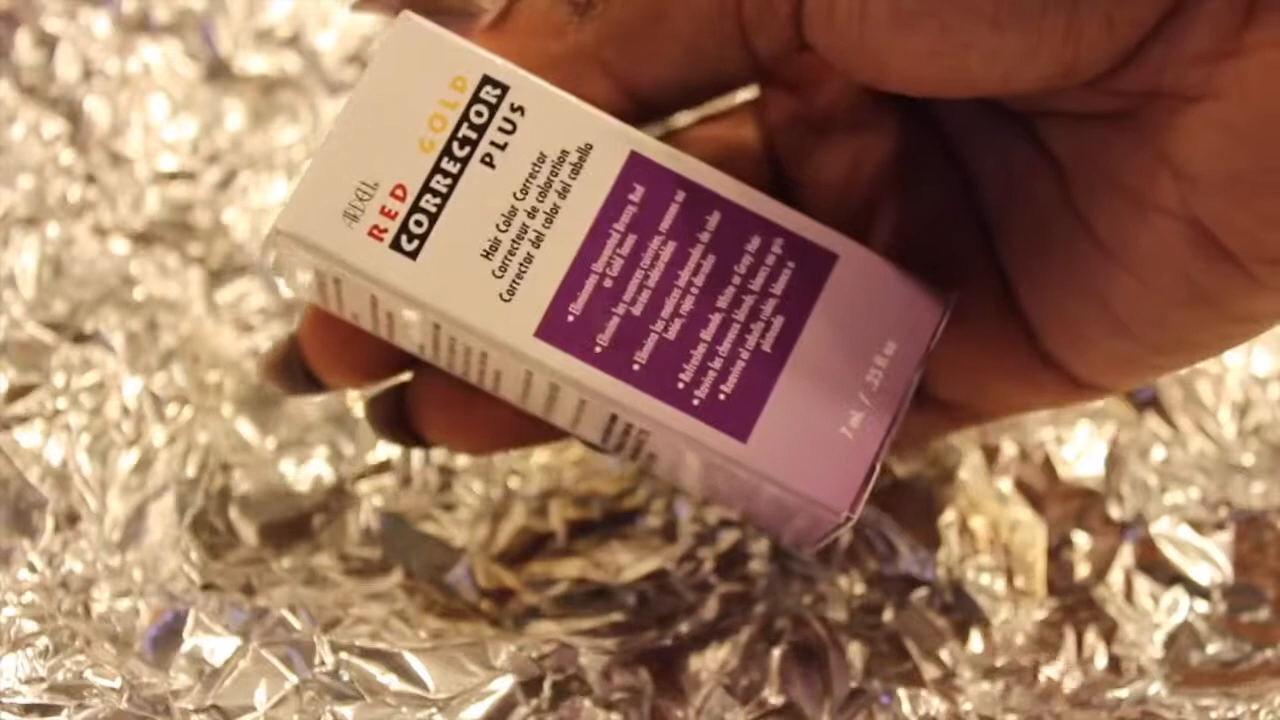 ARDELL
RED GOLD
CORRECTOR
PLUS
Hair Color Corrector
Correcteur de coloration
Corrector del color del cabello
• Eliminates Unwanted Brassy, Red
or Gold Tones
• Élimine les nuances cuivrées, rousses ou
dorées indésirables
• Elimina los matices indeseados de color
latón, rojos o dorados
• Refreshes Blonde, White or Gray Hair
• Ravive les cheveux blonds, blancs ou gris
• Reaviva el cabello rubio, blanco o
plateado
7 mL / .25 fl oz